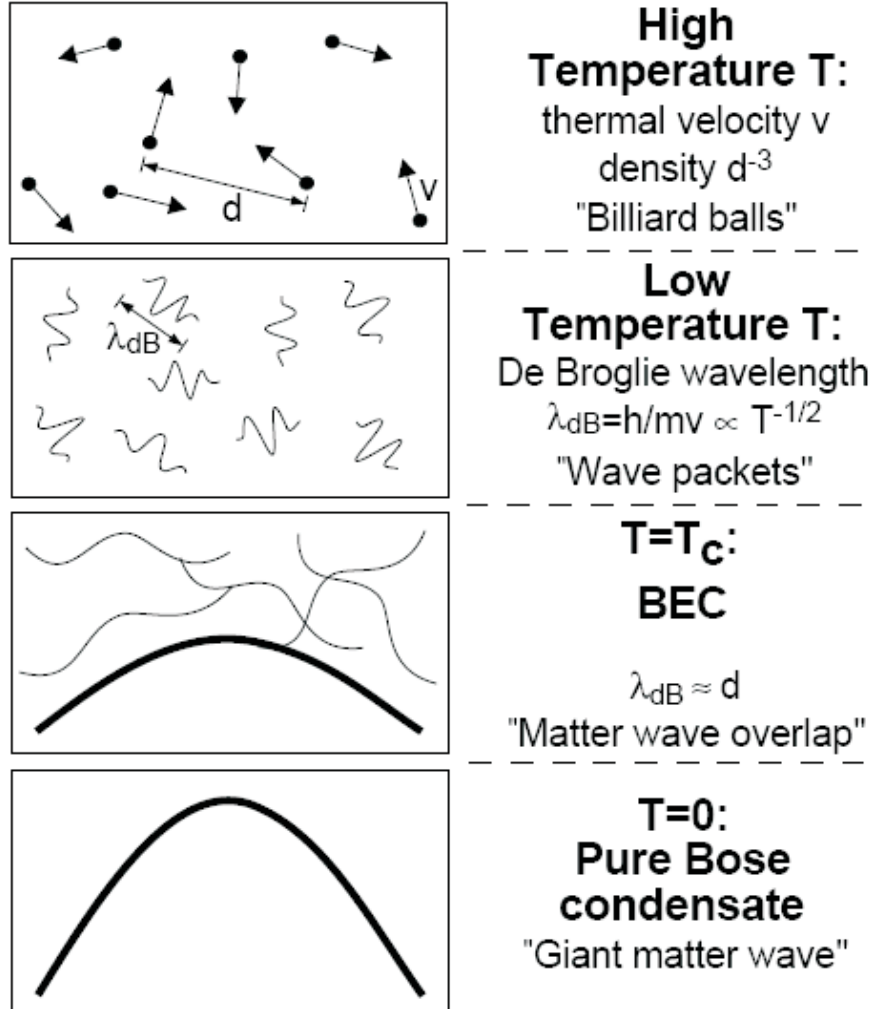 High
Temperature T:
thermal velocity v
density d⁻³
"Billiard balls"
v
d
Low
Temperature T:
De Broglie wavelength
λdB=h/mv ∝ T⁻¹/²
"Wave packets"
λdB
T=Tc:
BEC
λdB ≈ d
"Matter wave overlap"
T=0:
Pure Bose
condensate
"Giant matter wave"